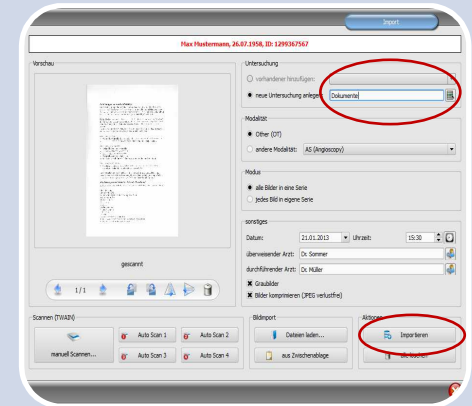 Import
Max Mustermann, 26.07.1958, ID: 1299367567
Vorschau
gescannt
1/1
Untersuchung
vorhandener hinzufügen:
neue Untersuchung anlegen:
Dokumente
Modalität
Other (OT)
andere Modalität: AS (Angioscopy)
Modus
alle Bilder in eine Serie
jedes Bild in eigene Serie
sonstiges
Datum: 21.01.2013 Uhrzeit: 15:30
überweisender Arzt: Dr. Sommer
durchführender Arzt: Dr. Müller
Graubilder
Bilder komprimieren (JPEG verlustfrei)
Scannen (TWAIN)
manuell Scannen...
Auto Scan 1 Auto Scan 2
Auto Scan 3 Auto Scan 4
Bildimport
Dateien laden...
aus Zwischenablage
Aktionen
Importieren
alle löschen